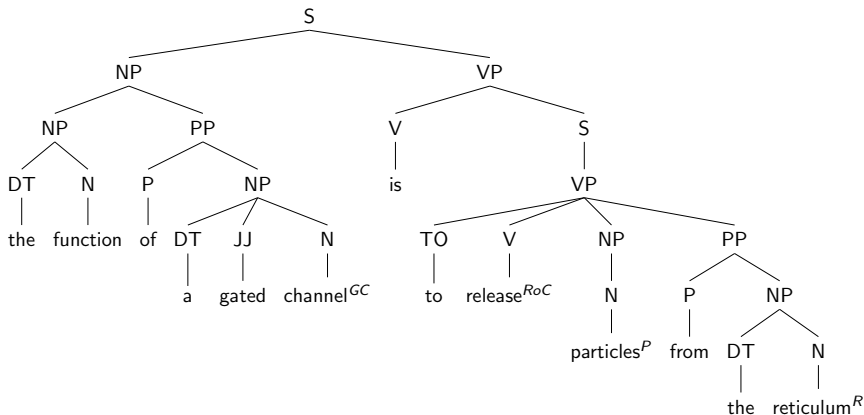 S
NP VP
NP PP V S
DT N P NP is VP
the function of DT JJ N TO V NP PP
a gated channel^GC to release^RoC N P NP
particles^P from DT N
the reticulum^R